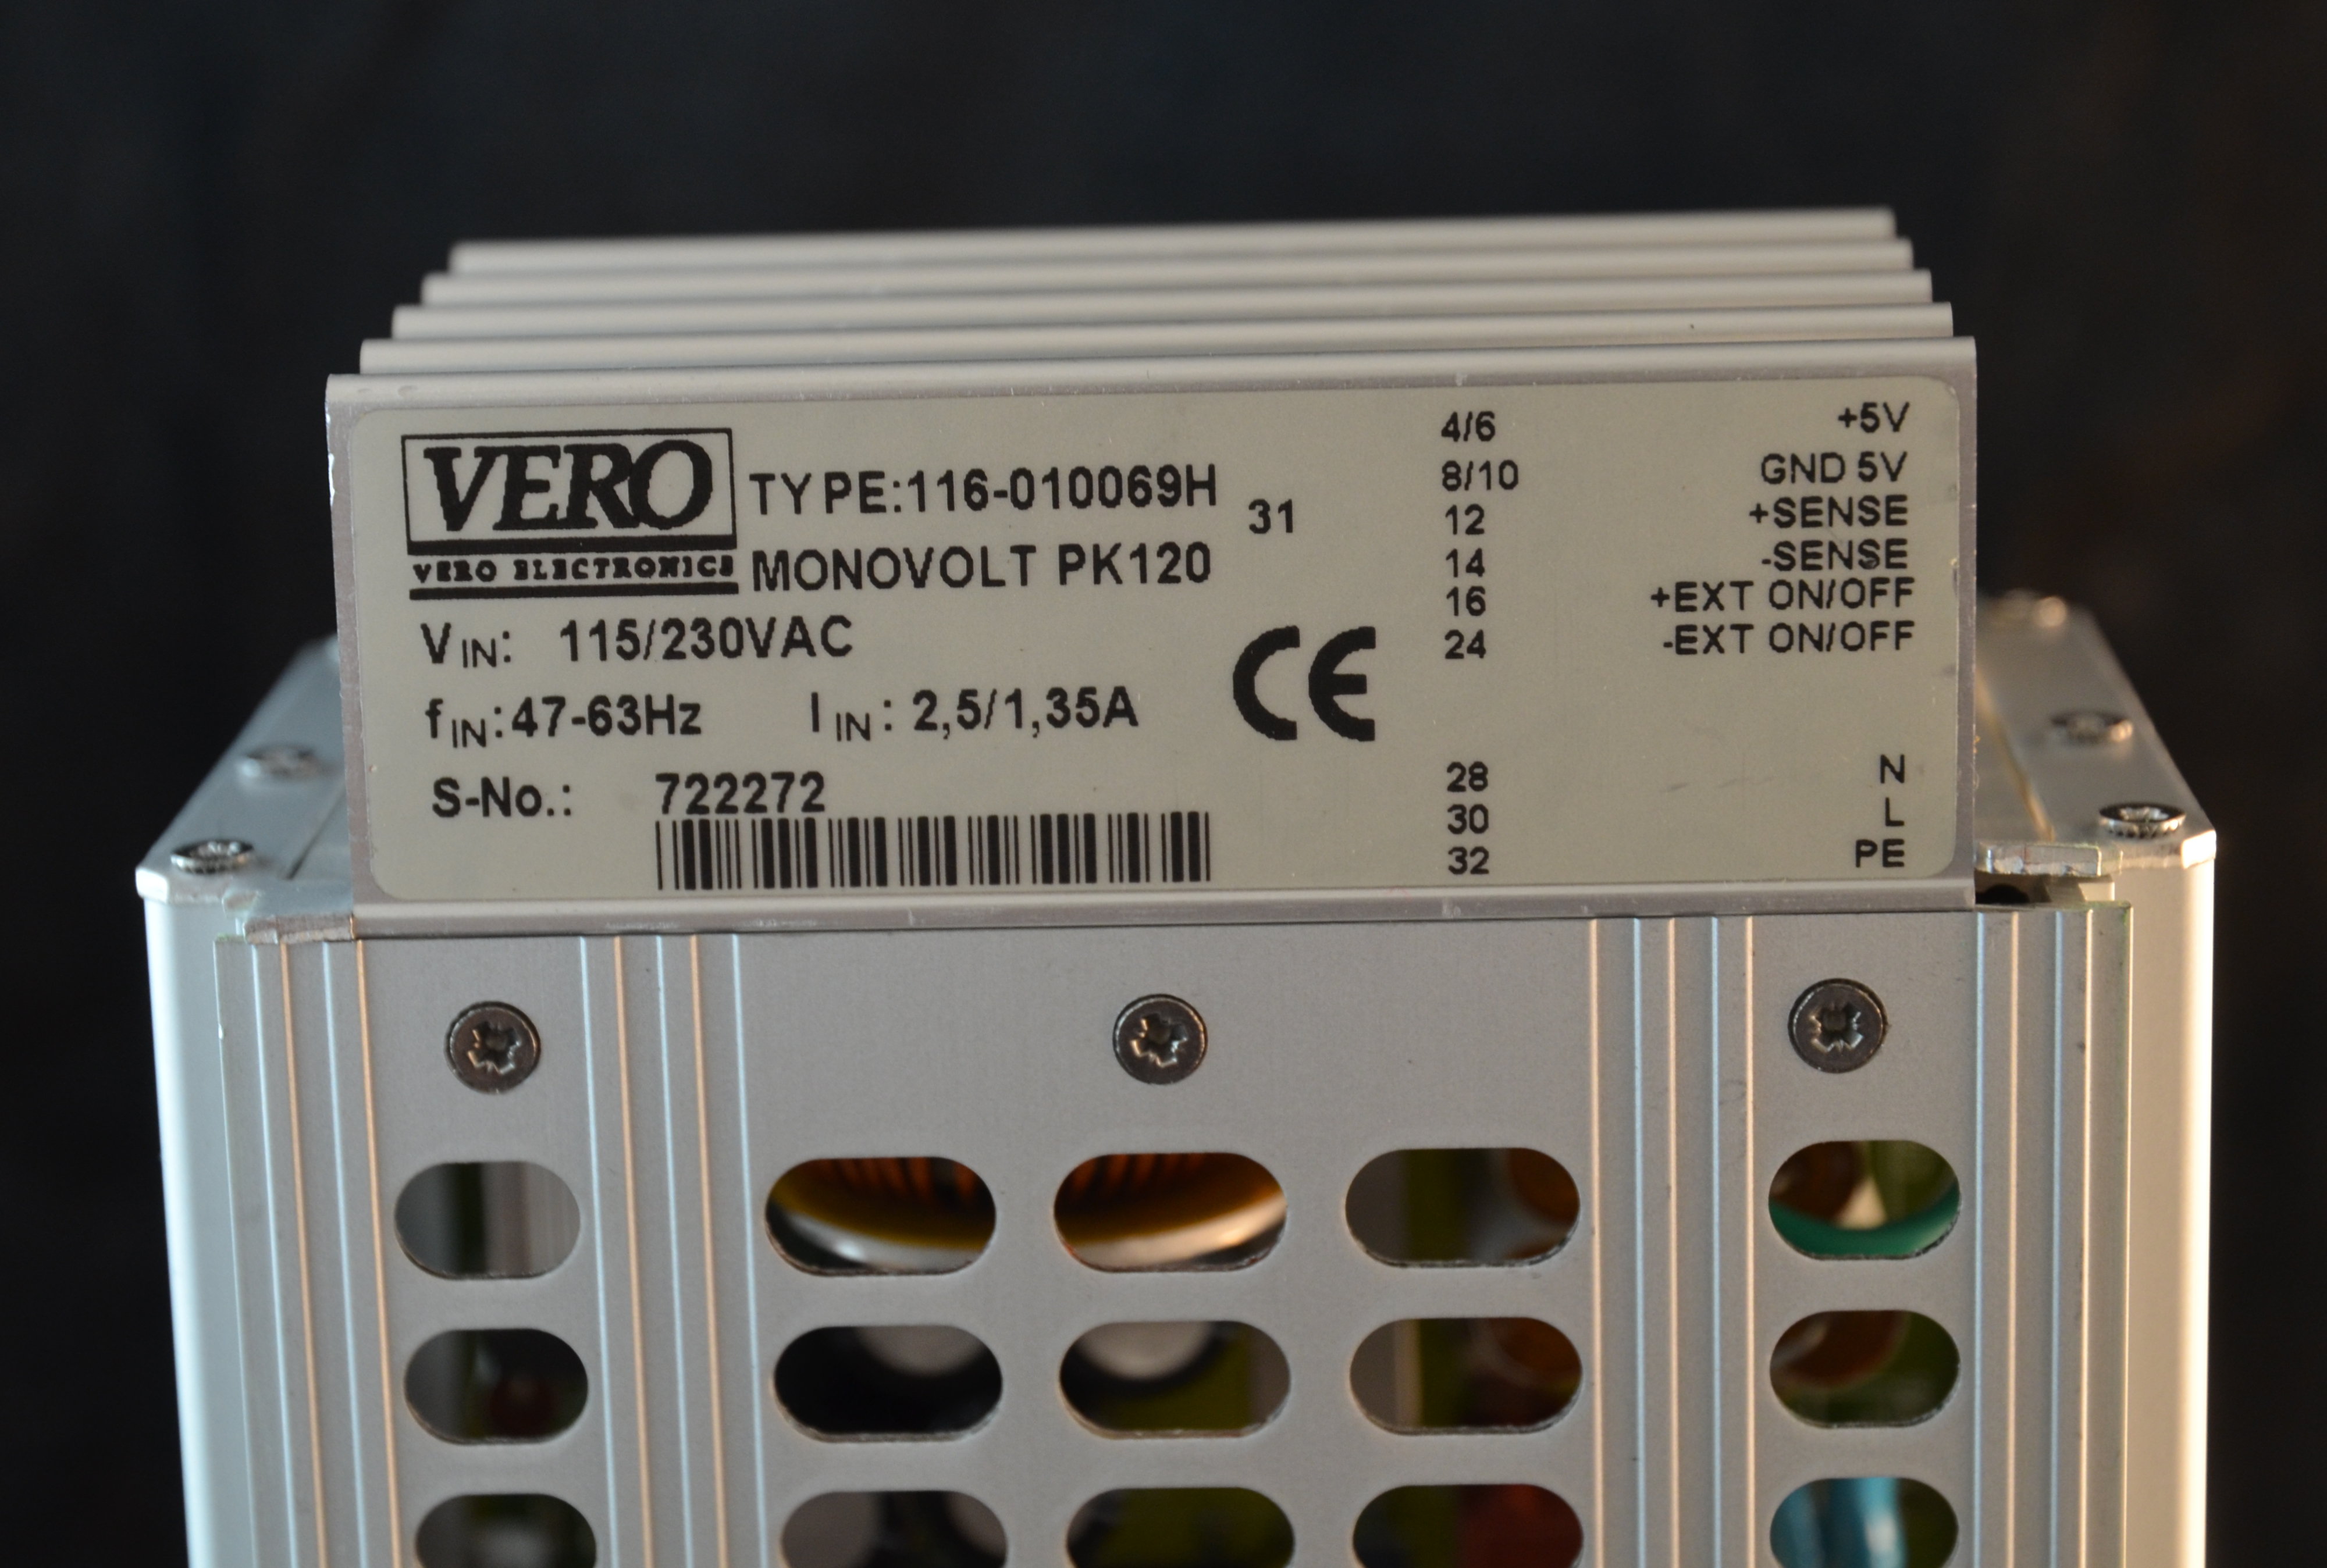 VERO
VERO ELECTRONICS
TYPE:116-010069H
31
MONOVOLT PK120
VIN: 115/230VAC
fIN:47-63Hz IIN: 2,5/1,35A
CE
S-No.: 722272
4/6 +5V
8/10 GND 5V
12 +SENSE
14 -SENSE
16 +EXT ON/OFF
24 -EXT ON/OFF
28 N
30 L
32 PE